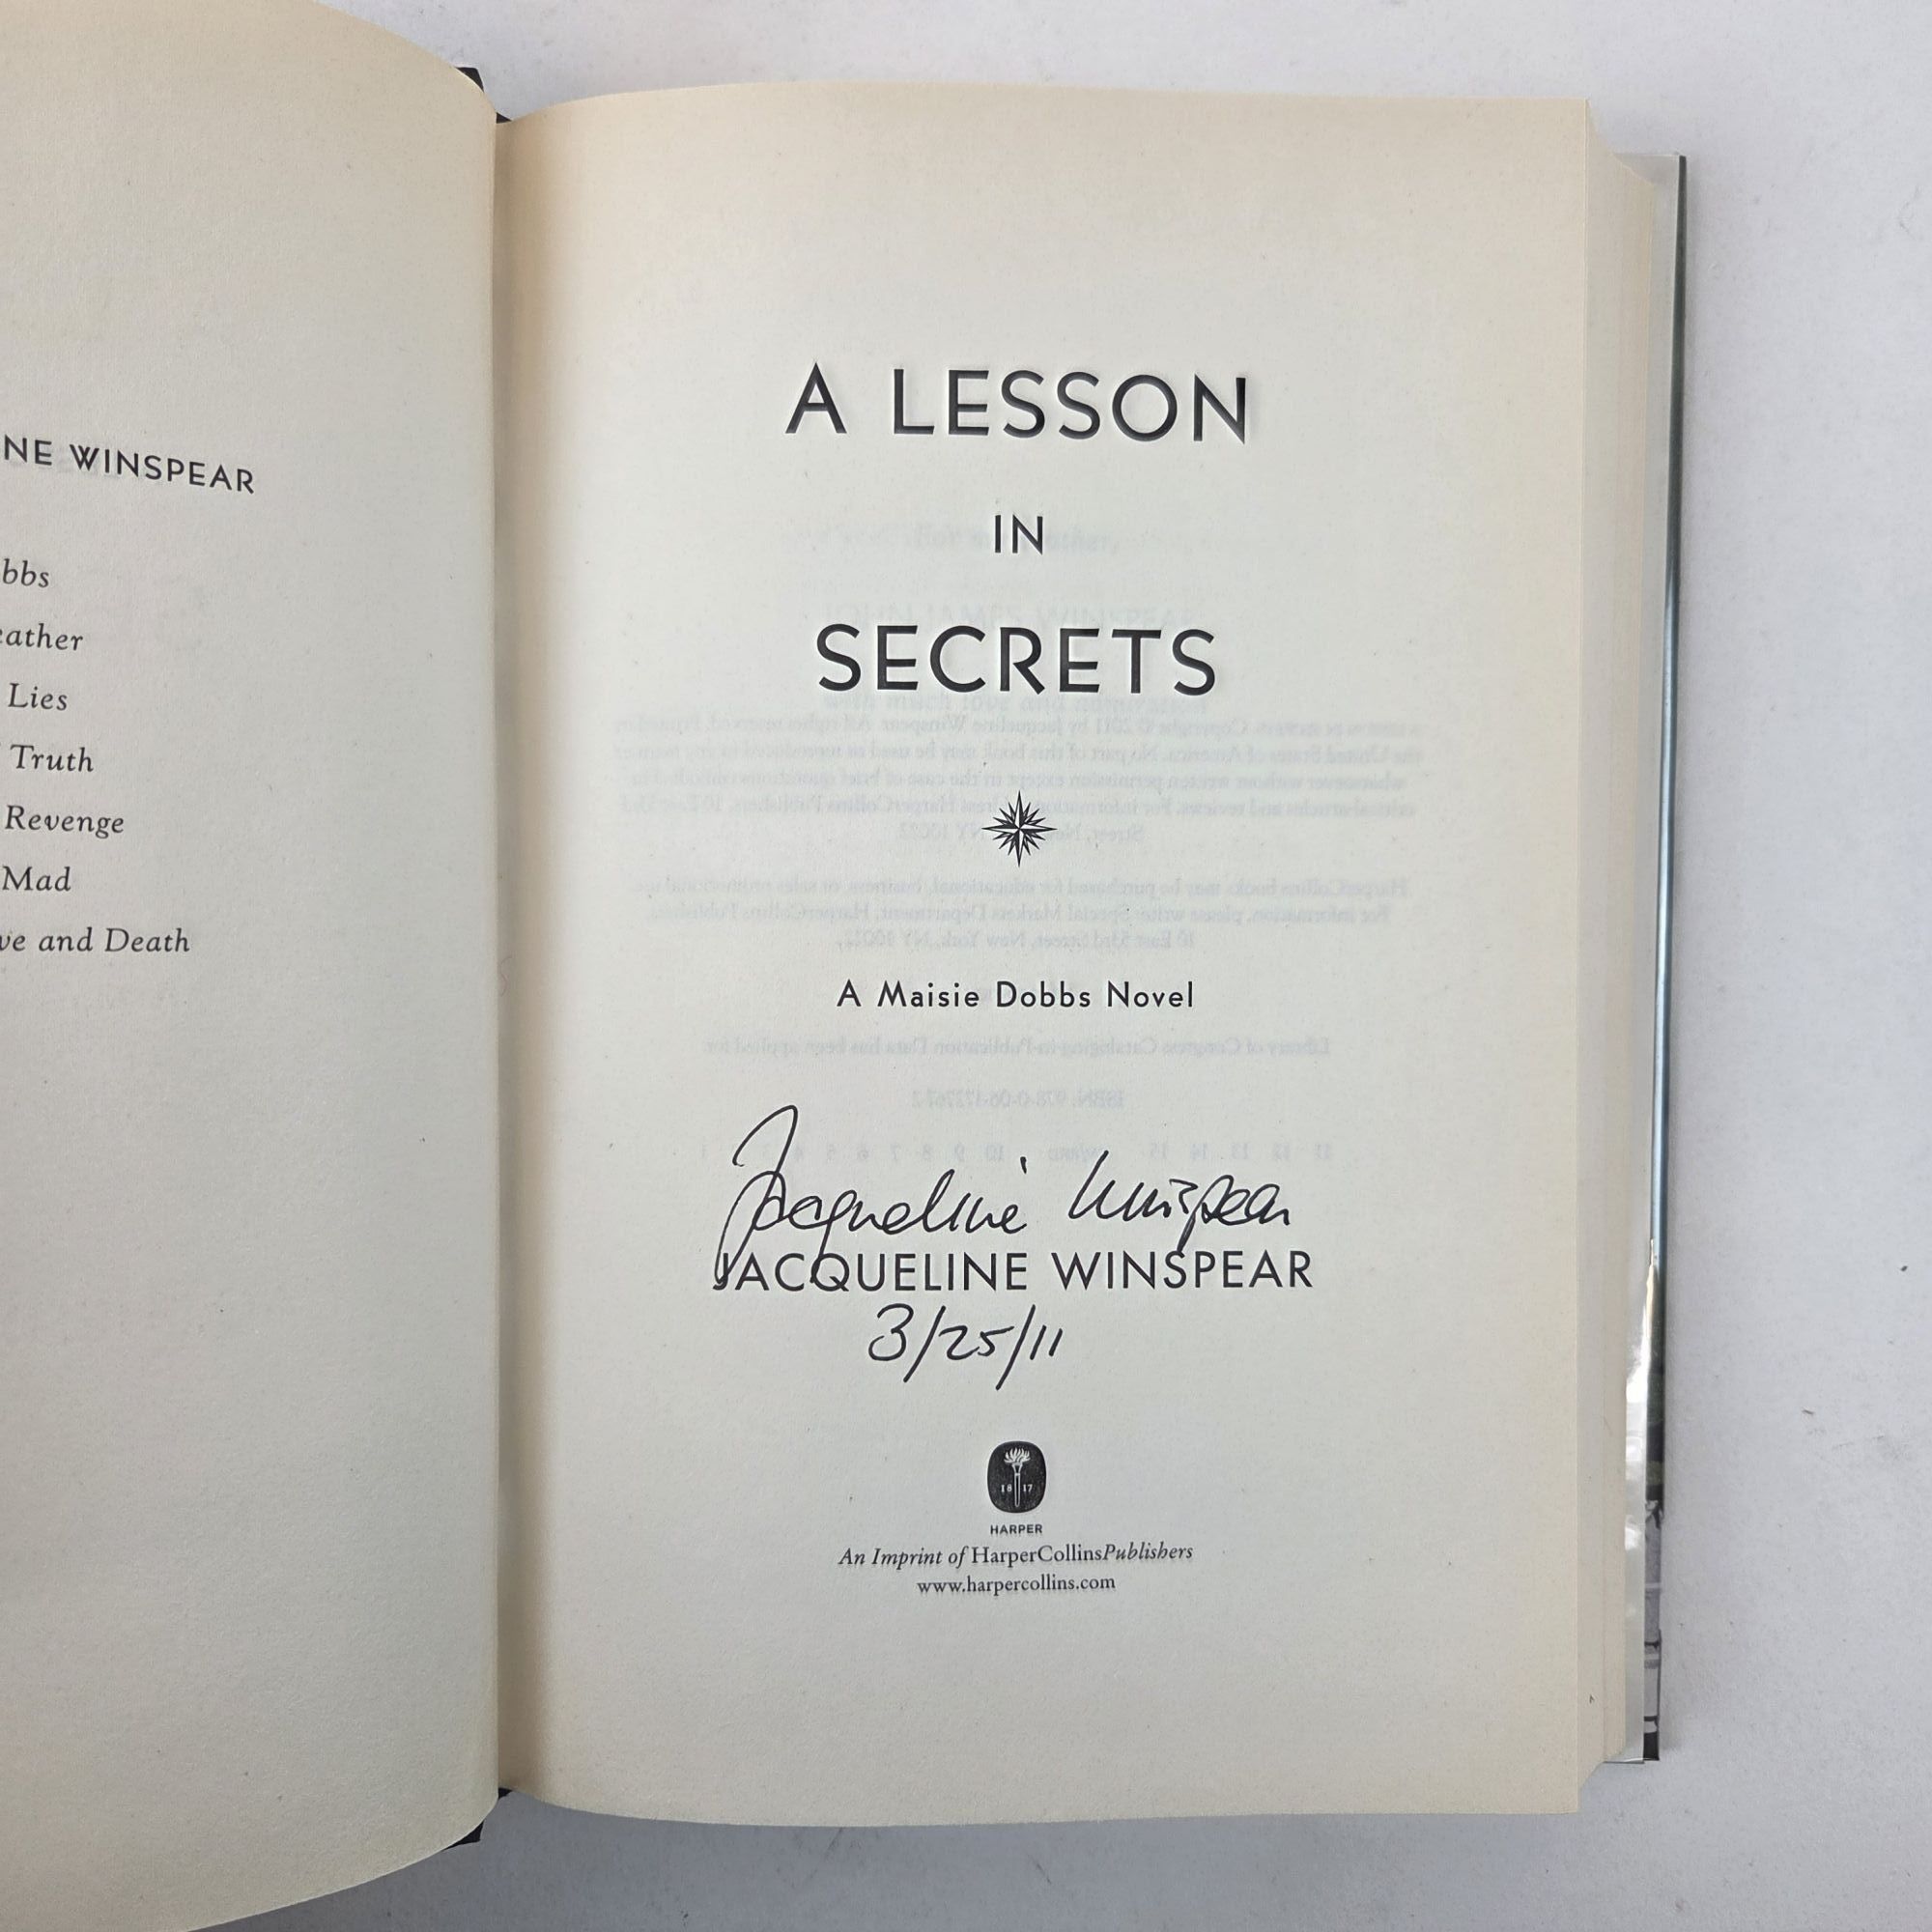 NE WINSPEAR
bbs
eather
Lies
Truth
Revenge
Mad
ve and Death
A LESSON
IN
SECRETS
A Maisie Dobbs Novel
Jacqueline Winspear
JACQUELINE WINSPEAR
3/25/11
1817
HARPER
An Imprint of HarperCollinsPublishers
www.harpercollins.com